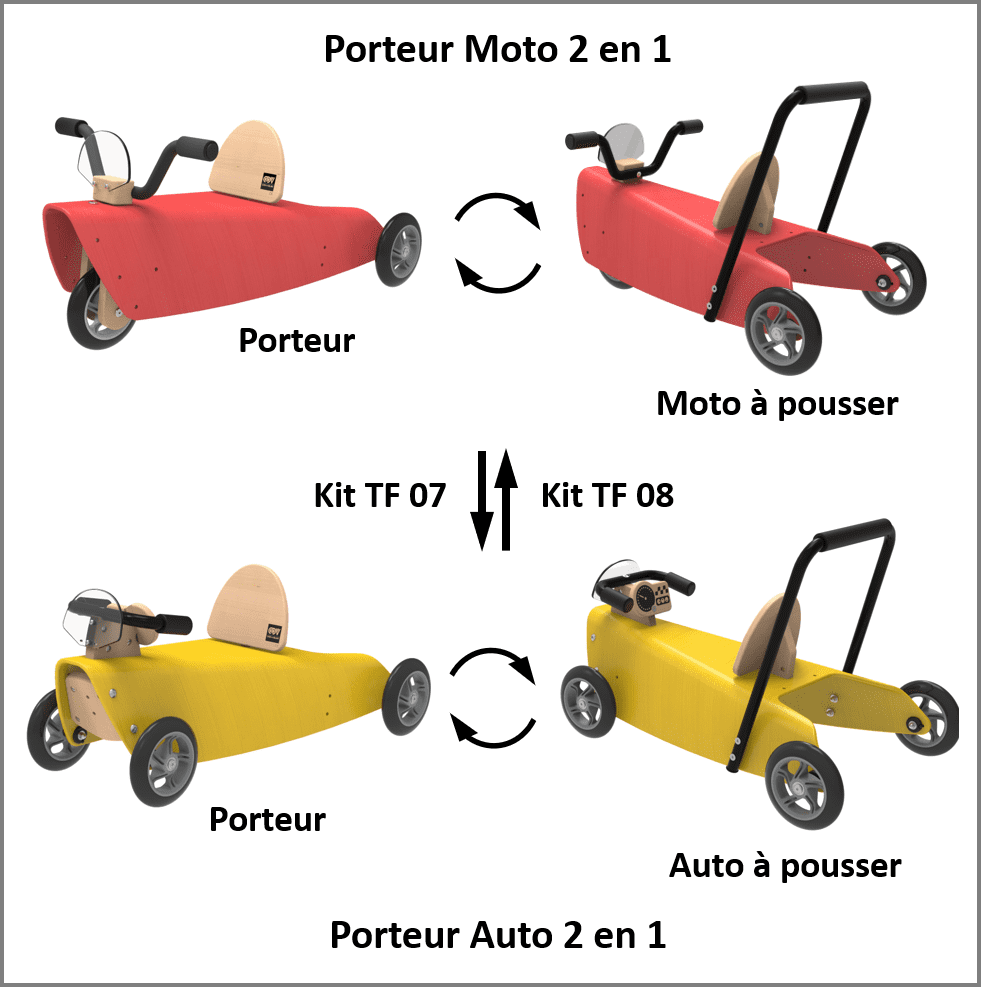 Porteur Moto 2 en 1
Porteur
Moto à pousser
Kit TF 07
Kit TF 08
Porteur
Auto à pousser
Porteur Auto 2 en 1